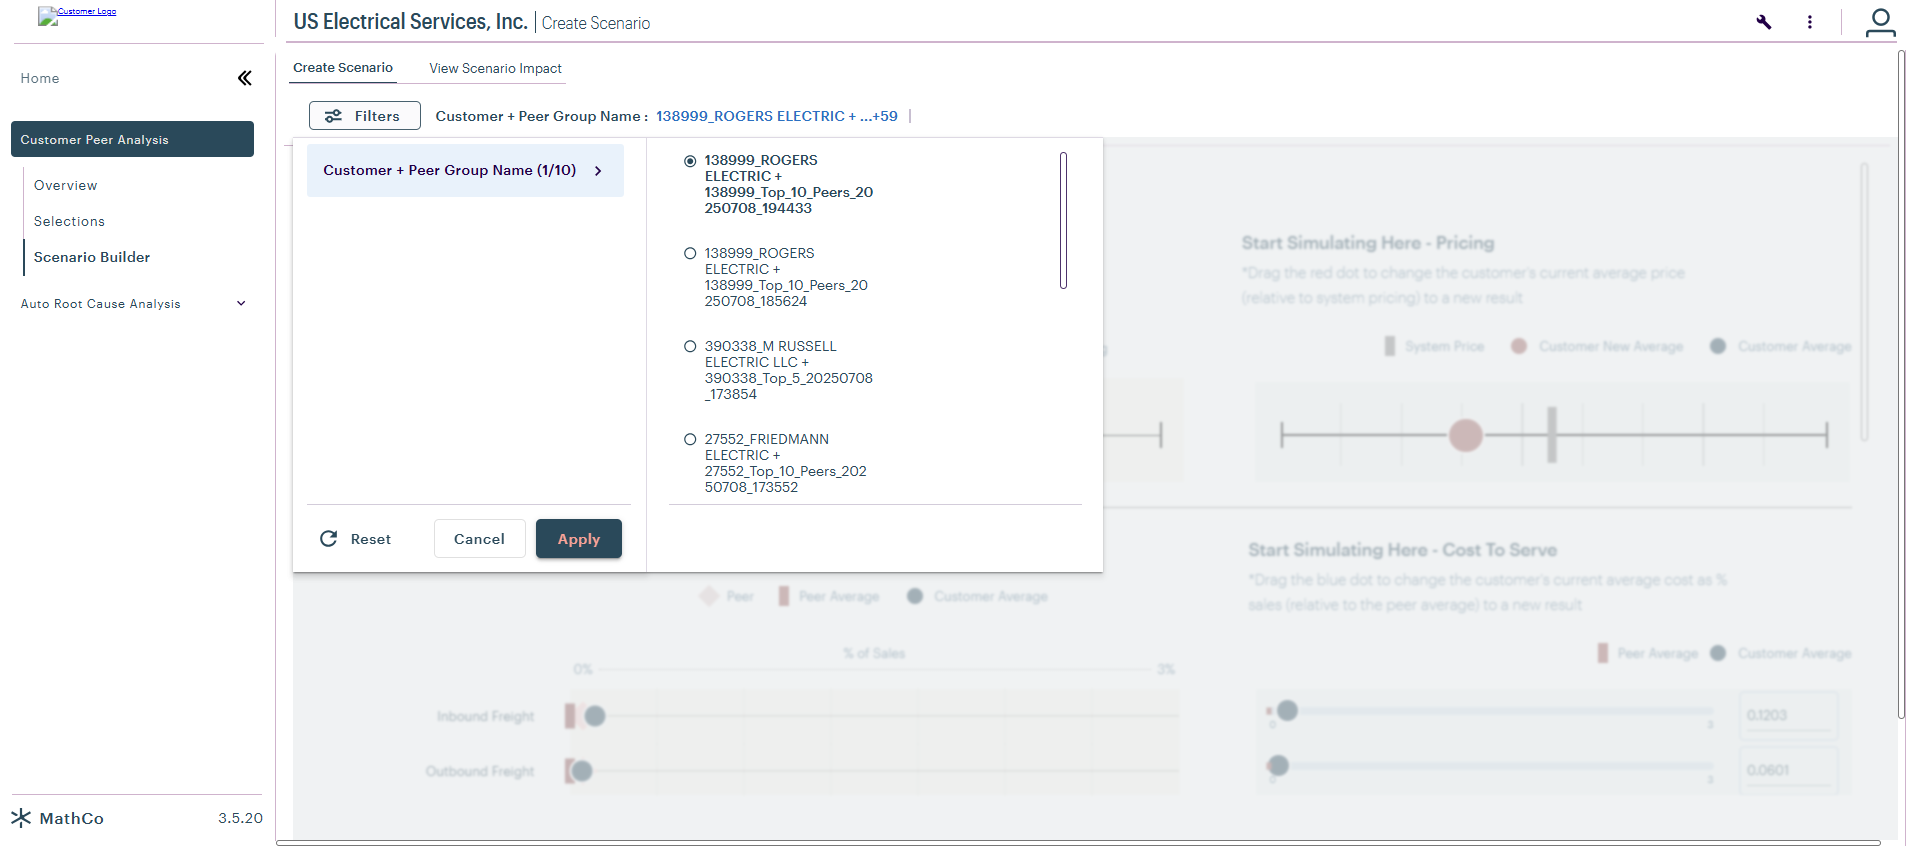 Customer Logo
US Electrical Services, Inc. | Create Scenario
Home
Create Scenario
View Scenario Impact
Filters
Customer + Peer Group Name : 138999_ROGERS ELECTRIC + ...+59
Customer Peer Analysis
Overview
Selections
Scenario Builder
Auto Root Cause Analysis
Customer + Peer Group Name (1/10)
138999_ROGERS
ELECTRIC +
138999_Top_10_Peers_20
250708_194433
138999_ROGERS
ELECTRIC +
138999_Top_10_Peers_20
250708_185624
390338_M RUSSELL
ELECTRIC LLC +
390338_Top_5_20250708
_173854
27552_FRIEDMANN
ELECTRIC +
27552_Top_10_Peers_202
50708_173552
Reset
Cancel
Apply
Start Simulating Here - Pricing
*Drag the red dot to change the customer's current average price
(relative to system pricing) to a new result
System Price
Customer New Average
Customer Average
Start Simulating Here - Cost To Serve
*Drag the blue dot to change the customer's current average cost as %
sales (relative to the peer average) to a new result
Peer
Peer Average
Customer Average
Peer Average
Customer Average
% of Sales
0%
3%
Inbound Freight
0
3
0.1203
Outbound Freight
0
3
0.0601
MathCo
3.5.20